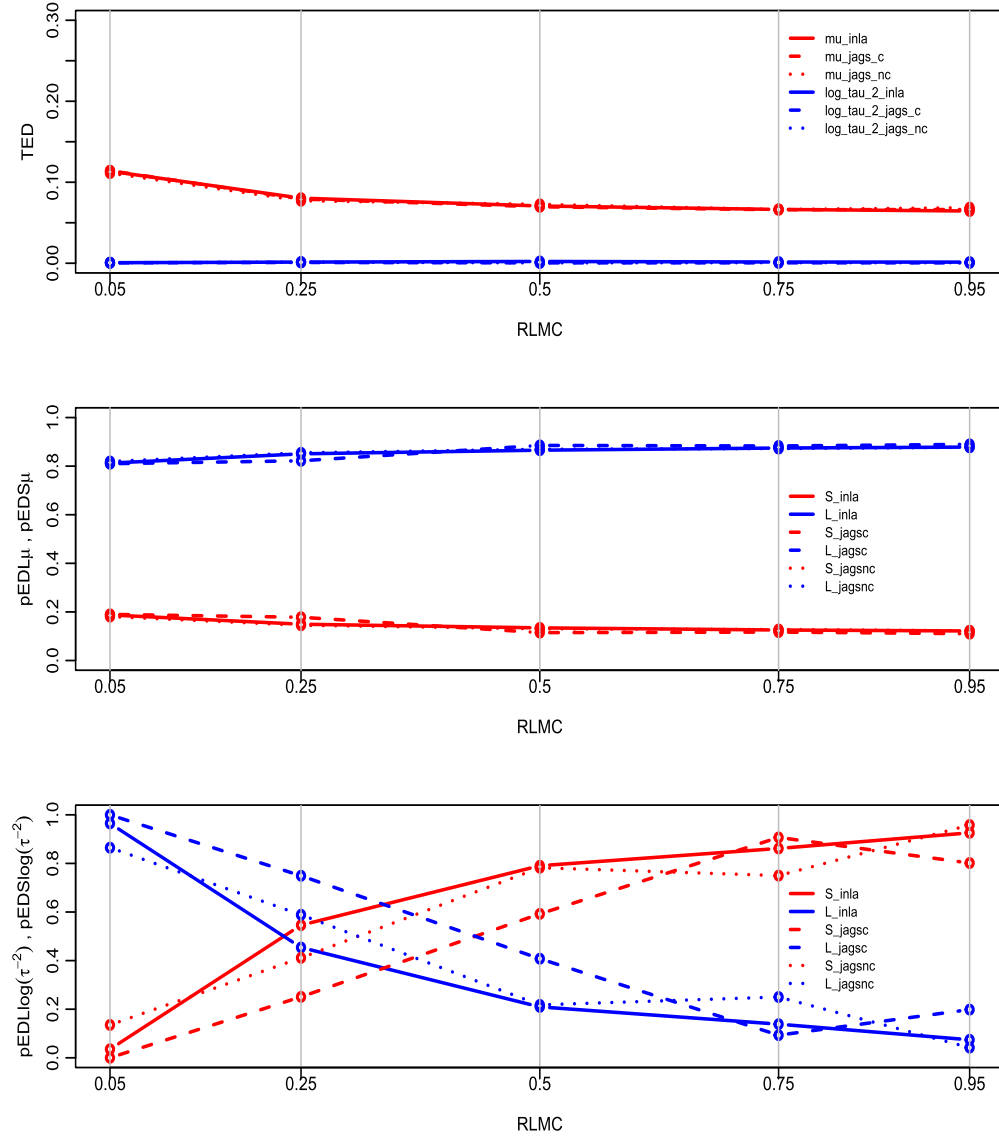 TED
0.00
0.10
0.20
0.30
mu_inla
mu_jags_c
mu_jags_nc
log_tau_2_inla
log_tau_2_jags_c
log_tau_2_jags_nc
0.05
0.25
0.5
0.75
0.95
RLMC
pEDLμ , pEDSμ
0.0
0.2
0.4
0.6
0.8
1.0
S_inla
L_inla
S_jagsc
L_jagsc
S_jagsnc
L_jagsnc
0.05
0.25
0.5
0.75
0.95
RLMC
pEDLlog(τ⁻²) , pEDSlog(τ⁻²)
0.0
0.2
0.4
0.6
0.8
1.0
S_inla
L_inla
S_jagsc
L_jagsc
S_jagsnc
L_jagsnc
0.05
0.25
0.5
0.75
0.95
RLMC